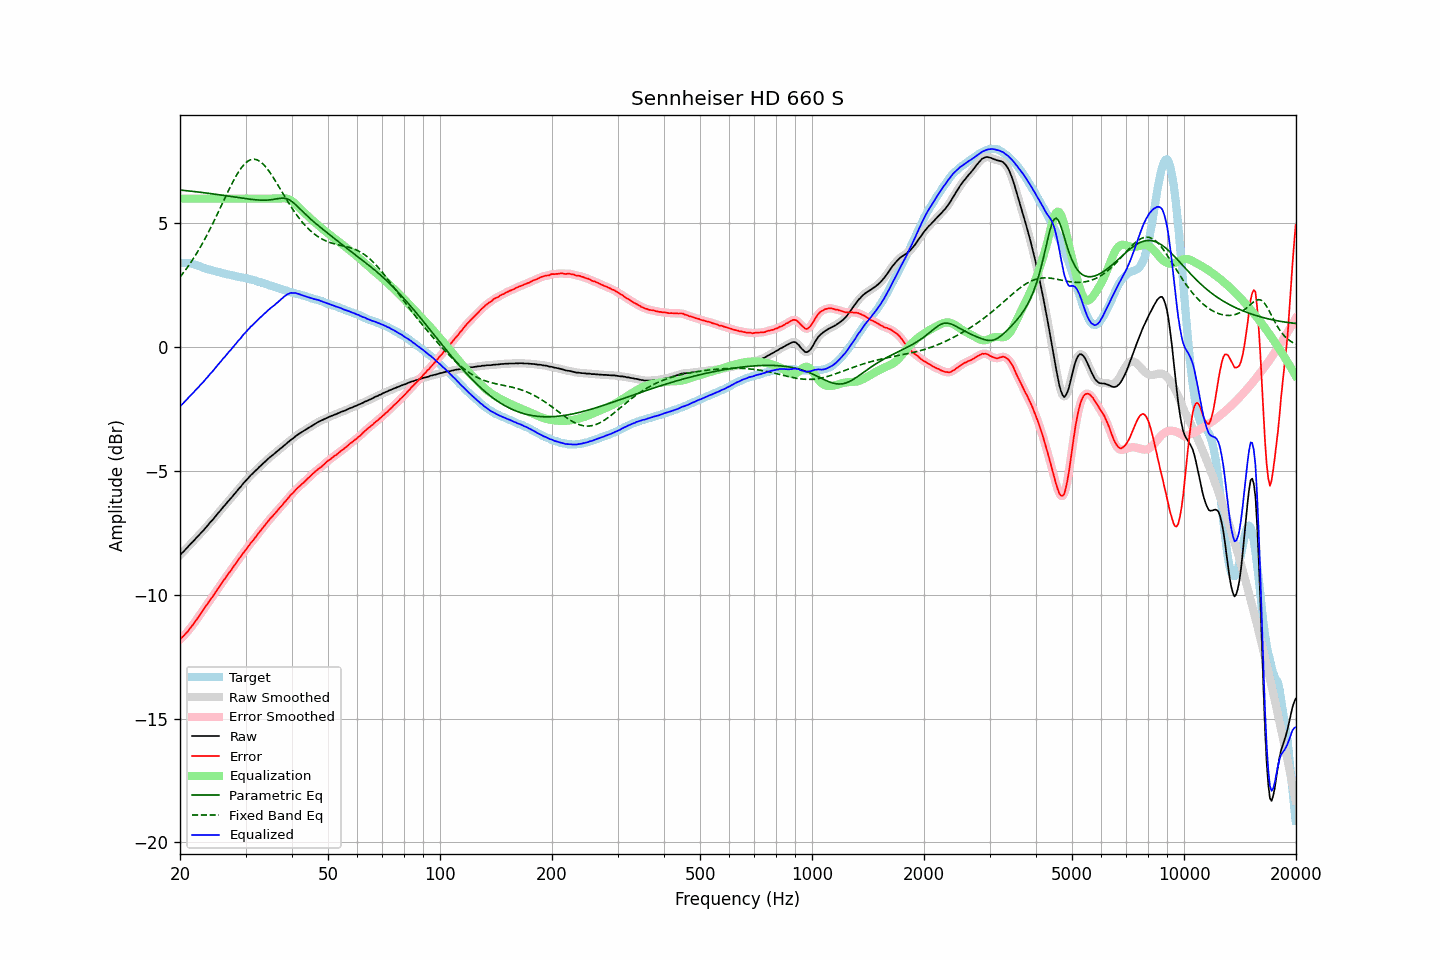 Sennheiser HD 660 S
Amplitude (dBr)
5
0
−5
−10
−15
−20
Target
Raw Smoothed
Error Smoothed
Raw
Error
Equalization
Parametric Eq
Fixed Band Eq
Equalized
20 50 100 200 500 1000 2000 5000 10000 20000
Frequency (Hz)